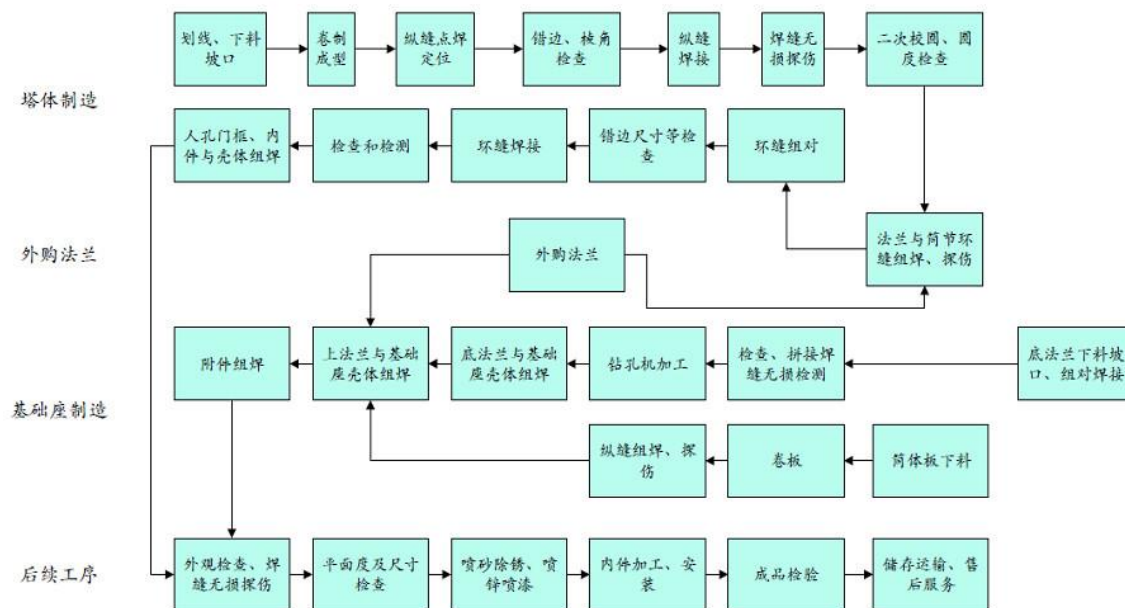 划线、下料
坡口
卷制
成型
纵缝点焊
定位
错边、棱角
检查
纵缝
焊接
焊缝无
损探伤
二次校圆、圆
度检查
塔体制造
人孔门框、内
件与壳体组焊
检查和检测
环缝焊接
错边尺寸等检
查
环缝组对
外购法兰
外购法兰
法兰与筒节环
缝组焊、探伤
附件组焊
上法兰与基础
座壳体组焊
底法兰与基础
座壳体组焊
钻孔机加工
检查、拼接焊
缝无损检测
底法兰下料坡
口、组对焊接
基础座制造
纵缝组焊、探
伤
卷板
筒体板下料
后续工序
外观检查、焊
缝无损探伤
平面度及尺寸
检查
喷砂除锈、喷
锌喷漆
内件加工、安
装
成品检验
储存运输、售
后服务